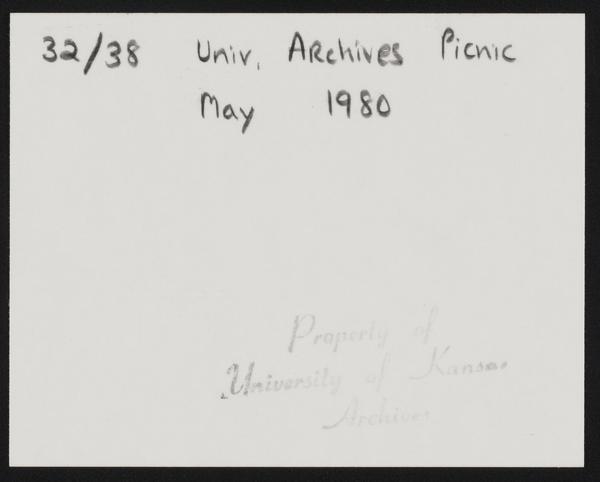 32/38 Univ. Archives Picnic
May 1980
Property of
University of Kansas
Archives